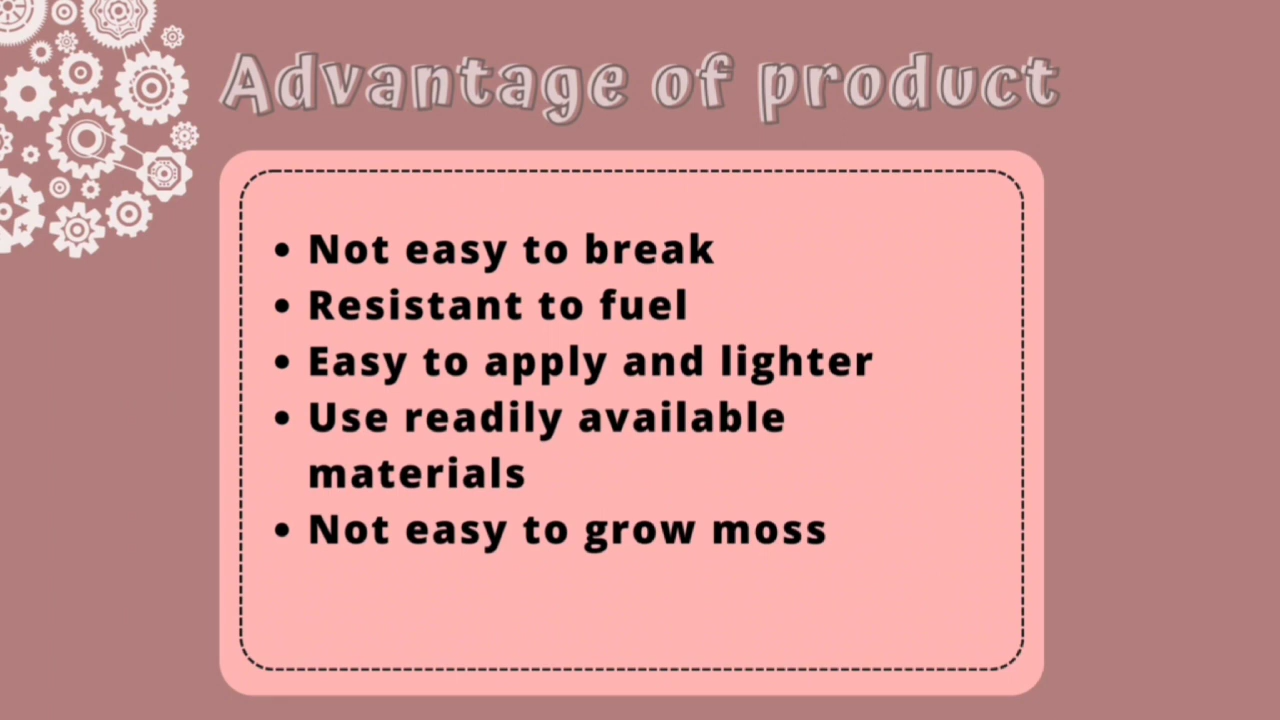 Advantage of product
• Not easy to break
• Resistant to fuel
• Easy to apply and lighter
• Use readily available
materials
• Not easy to grow moss